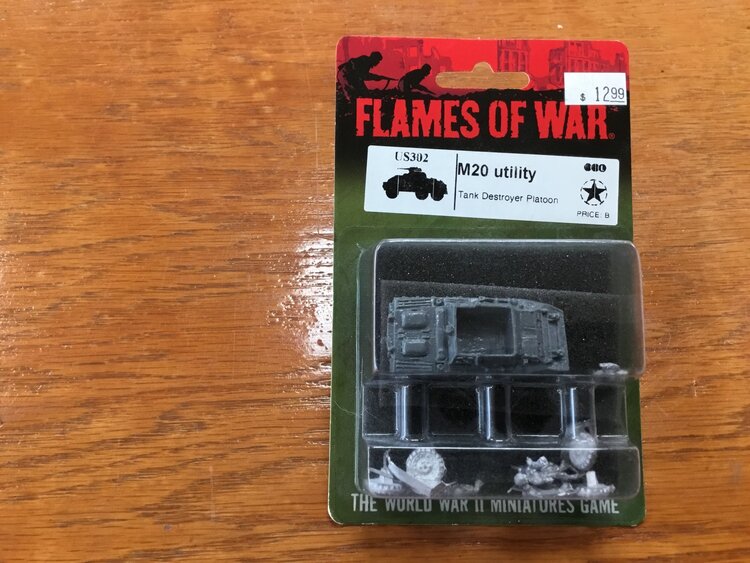 $ 12.99
FLAMES OF WAR
US302
M20 utility
Tank Destroyer Platoon
PRICE: B
THE WORLD WAR II MINIATURES GAME